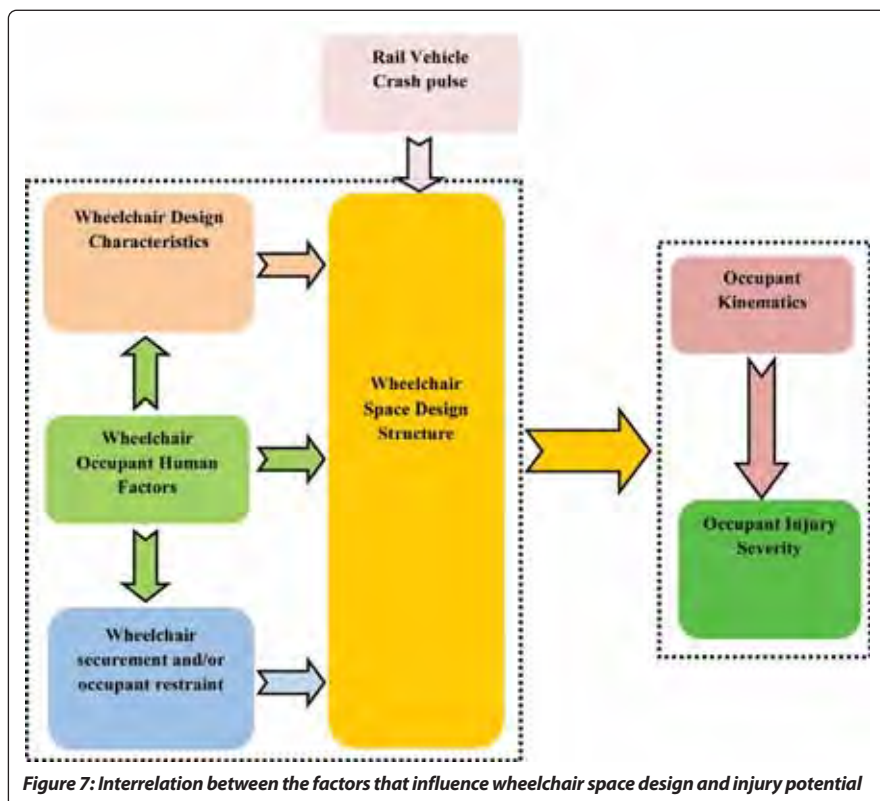 Rail Vehicle
Crash pulse
Wheelchair Design
Characteristics
Wheelchair
Occupant Human
Factors
Wheelchair
securement and/or
occupant restraint
Wheelchair
Space Design
Structure
Occupant
Kinematics
Occupant Injury
Severity
Figure 7: Interrelation between the factors that influence wheelchair space design and injury potential